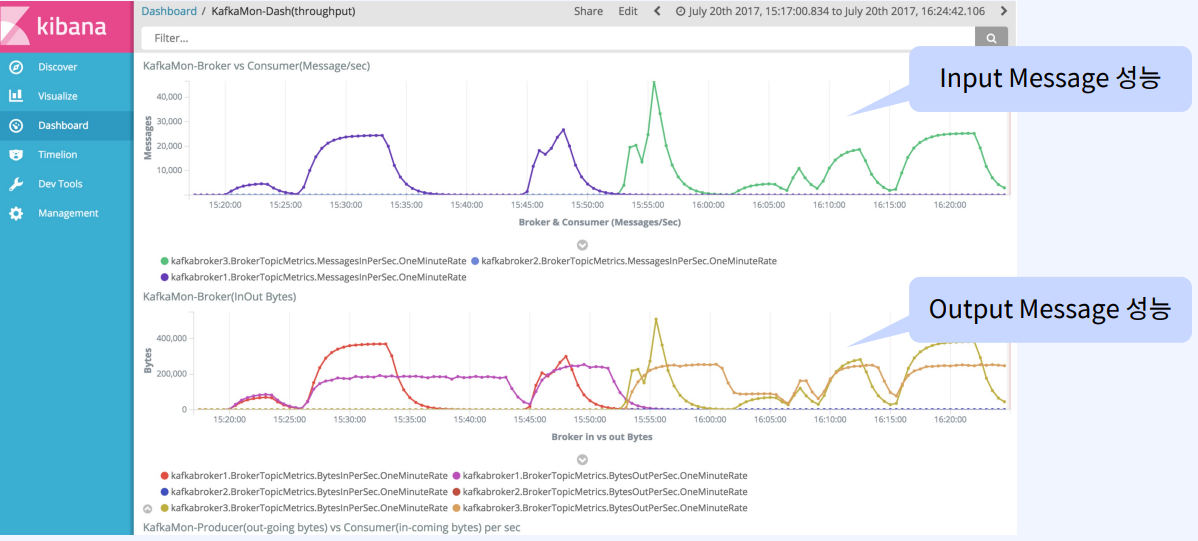 kibana
Discover
Visualize
Dashboard
Timelion
Dev Tools
Management
Dashboard / KafkaMon-Dash(throughput)
Share Edit July 20th 2017, 15:17:00.834 to July 20th 2017, 16:24:42.106
Filter...
KafkaMon-Broker vs Consumer(Message/sec)
Input Message 성능
Messages
40,000
30,000
20,000
10,000
15:20:00 15:25:00 15:30:00 15:35:00 15:40:00 15:45:00 15:50:00 15:55:00 16:00:00 16:05:00 16:10:00 16:15:00 16:20:00
Broker & Consumer (Messages/Sec)
kafkabroker3.BrokerTopicMetrics.MessagesInPerSec.OneMinuteRate kafkabroker2.BrokerTopicMetrics.MessagesInPerSec.OneMinuteRate
kafkabroker1.BrokerTopicMetrics.MessagesInPerSec.OneMinuteRate
KafkaMon-Broker(InOut Bytes)
Output Message 성능
Bytes
400,000
200,000
0
15:20:00 15:25:00 15:30:00 15:35:00 15:40:00 15:45:00 15:50:00 15:55:00 16:00:00 16:05:00 16:10:00 16:15:00 16:20:00
Broker in vs out Bytes
kafkabroker1.BrokerTopicMetrics.BytesInPerSec.OneMinuteRate kafkabroker1.BrokerTopicMetrics.BytesOutPerSec.OneMinuteRate
kafkabroker2.BrokerTopicMetrics.BytesInPerSec.OneMinuteRate kafkabroker2.BrokerTopicMetrics.BytesOutPerSec.OneMinuteRate
kafkabroker3.BrokerTopicMetrics.BytesInPerSec.OneMinuteRate kafkabroker3.BrokerTopicMetrics.BytesOutPerSec.OneMinuteRate
KafkaMon-Producer(out-going bytes) vs Consumer(in-coming bytes) per sec